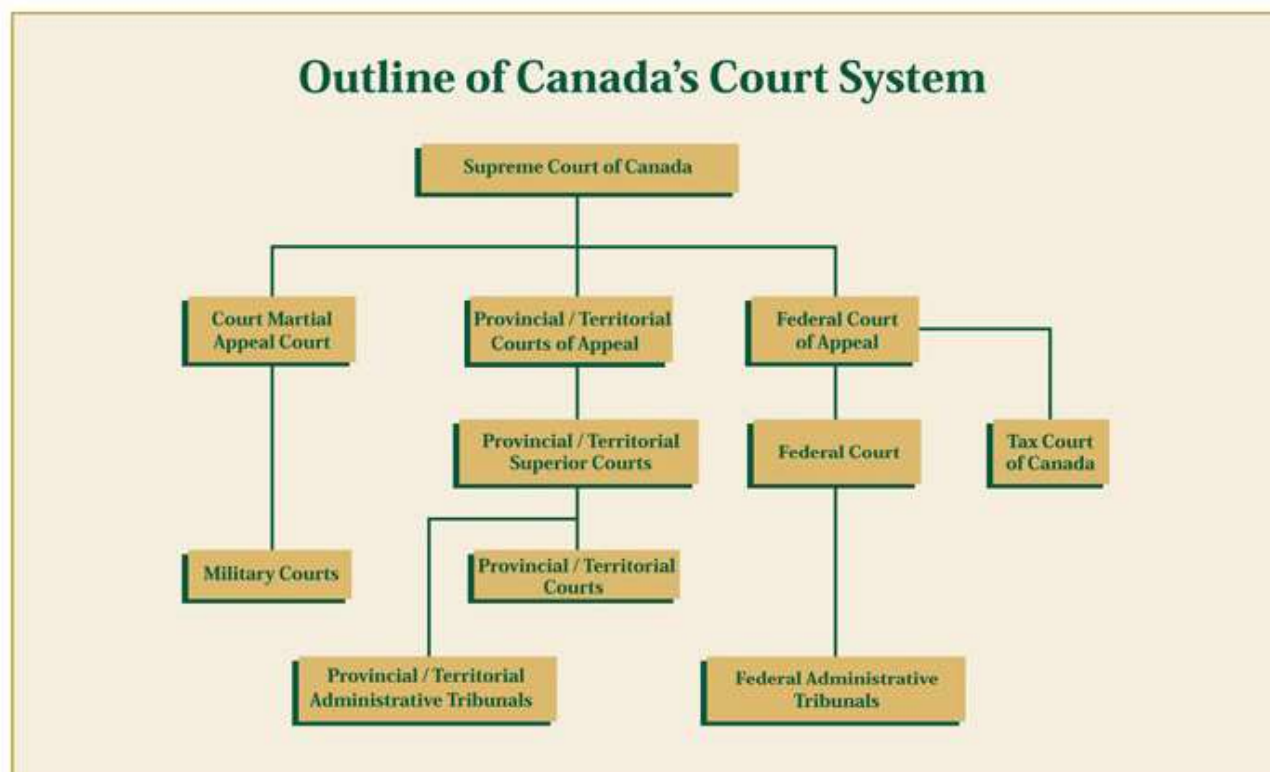 Outline of Canada's Court System
Supreme Court of Canada
Court Martial
Appeal Court
Provincial / Territorial
Courts of Appeal
Federal Court
of Appeal
Provincial / Territorial
Superior Courts
Federal Court
Tax Court
of Canada
Military Courts
Provincial / Territorial
Courts
Provincial / Territorial
Administrative Tribunals
Federal Administrative
Tribunals